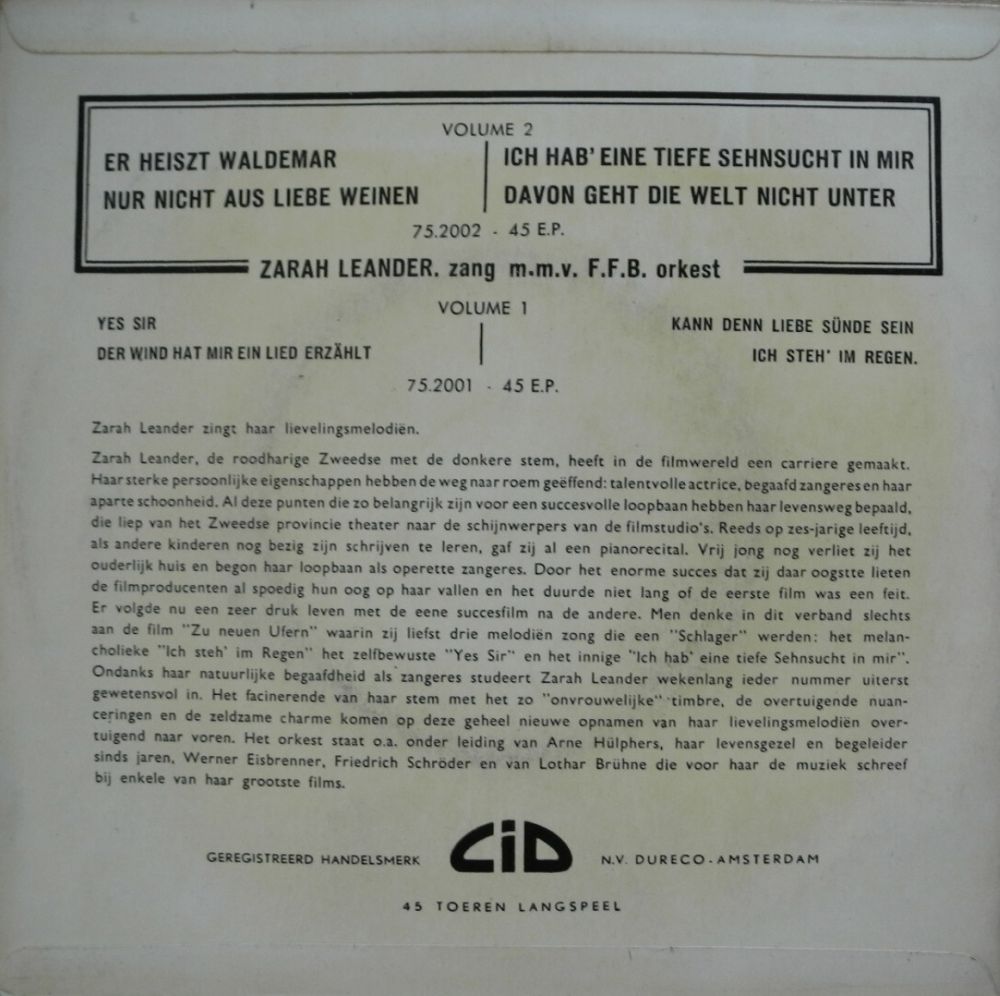 VOLUME 2
ER HEISZT WALDEMAR
NUR NICHT AUS LIEBE WEINEN
ICH HAB' EINE TIEFE SEHNSUCHT IN MIR
DAVON GEHT DIE WELT NICHT UNTER
75.2002 - 45 E.P.
ZARAH LEANDER. zang m.m.v. F.F.B. orkest
VOLUME 1
YES SIR
DER WIND HAT MIR EIN LIED ERZÄHLT
KANN DENN LIEBE SÜNDE SEIN
ICH STEH' IM REGEN.
75.2001 - 45 E.P.
Zarah Leander zingt haar lievelingsmelodiën.
Zarah Leander, de roodharige Zweedse met de donkere stem, heeft in de filmwereld een carriere gemaakt.
Haar sterke persoonlijke eigenschappen hebben de weg naar roem geëffend: talentvolle actrice, begaafd zangeres en haar
aparte schoonheid. Al deze punten die zo belangrijk zijn voor een succesvolle loopbaan hebben haar levensweg bepaald,
die liep van het Zweedse provincie theater naar de schijnwerpers van de filmstudio's. Reeds op zes-jarige leeftijd,
als andere kinderen nog bezig zijn schrijven te leren, gaf zij al een pianorecital. Vrij jong nog verliet zij het
ouderlijk huis en begon haar loopbaan als operette zangeres. Door het enorme succes dat zij daar oogstte lieten
de filmproducenten al spoedig hun oog op haar vallen en het duurde niet lang of de eerste film was een feit.
Er volgde nu een zeer druk leven met de eene succesfilm na de andere. Men denke in dit verband slechts
aan de film "Zu neuen Ufern" waarin zij liefst drie melodiën zong die een "Schlager" werden: het melan-
cholieke "Ich steh' im Regen" het zelfbewuste "Yes Sir" en het innige "Ich hab' eine tiefe Sehnsucht in mir".
Ondanks haar natuurlijke begaafdheid als zangeres studeert Zarah Leander wekenlang ieder nummer uiterst
gewetensvol in. Het facinerende van haar stem met het zo "onvrouwelijke" timbre, de overtuigende nuan-
ceringen en de zeldzame charme komen op deze geheel nieuwe opnamen van haar lievelingsmelodiën over-
tuigend naar voren. Het orkest staat o.a. onder leiding van Arne Hülphers, haar levensgezel en begeleider
sinds jaren, Werner Eisbrenner, Friedrich Schröder en van Lothar Brühne die voor haar de muziek schreef
bij enkele van haar grootste films.
GEREGISTREERD HANDELSMERK CiD N.V. DURECO-AMSTERDAM
45 TOEREN LANGSPEEL